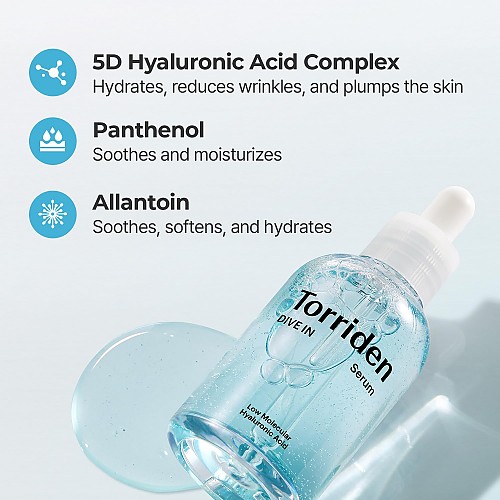 5D Hyaluronic Acid Complex
Hydrates, reduces wrinkles, and plumps the skin
Panthenol
Soothes and moisturizes
Allantoin
Soothes, softens, and hydrates
Torriden
DIVE IN
Serum
Low Molecular
Hyaluronic Acid